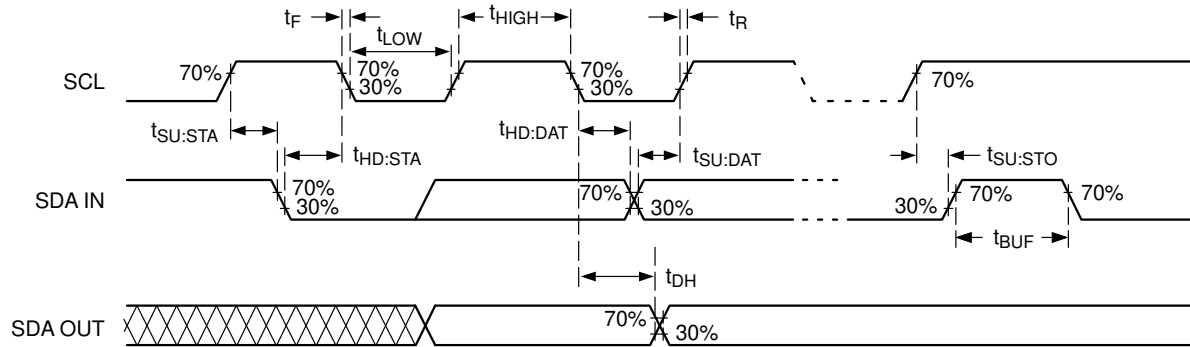 tF
tHIGH
tR
tLOW
SCL
70%
70%
30%
70%
30%
70%
tSU:STA
tHD:STA
tHD:DAT
tSU:DAT
tSU:STO
SDA IN
70%
30%
70%
30%
30%
70%
70%
tBUF
tDH
SDA OUT
70%
30%